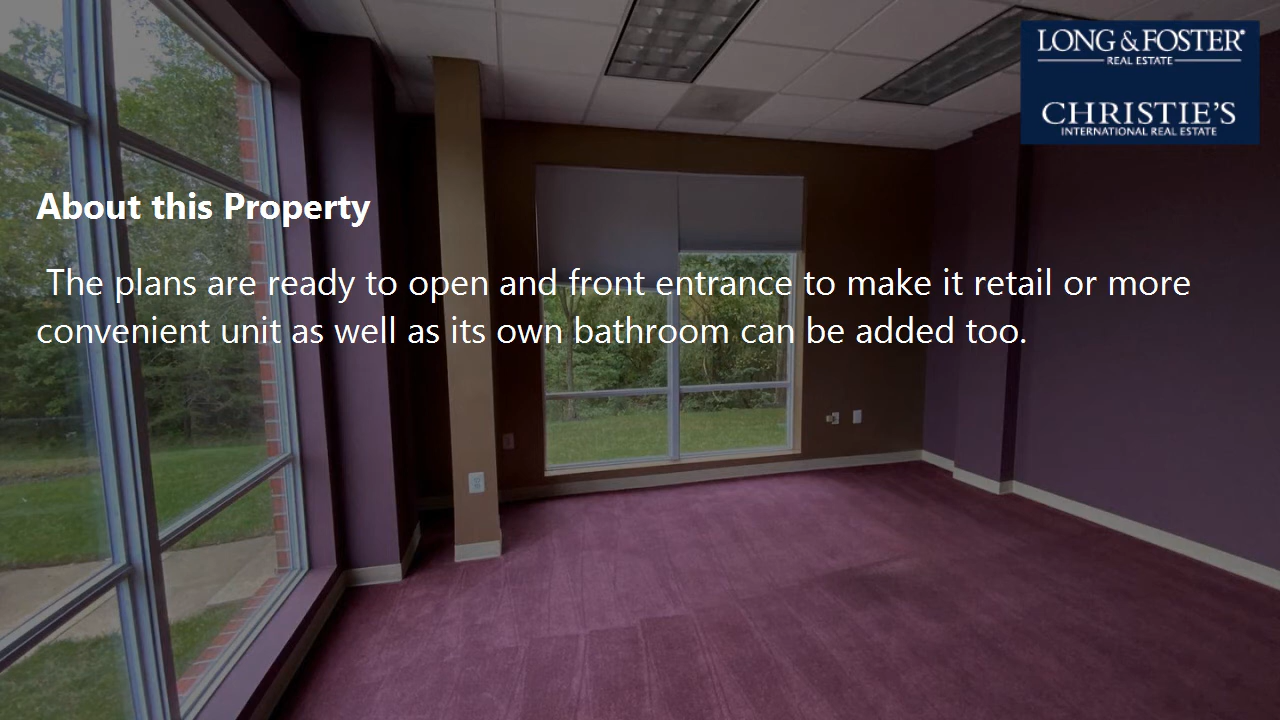 LONG & FOSTER®
REAL ESTATE
CHRISTIE'S
INTERNATIONAL REAL ESTATE
About this Property
The plans are ready to open and front entrance to make it retail or more
convenient unit as well as its own bathroom can be added too.